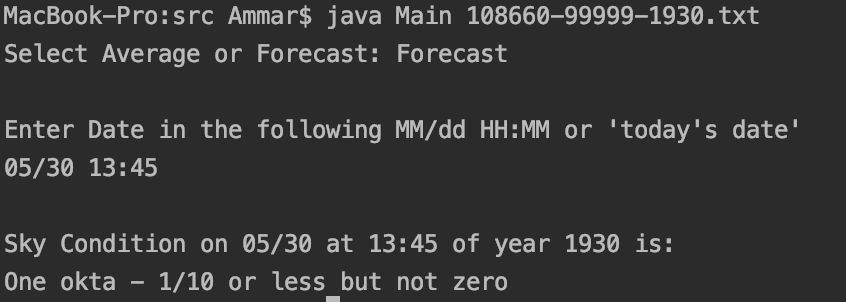 MacBook-Pro:src Ammar$ java Main 108660-99999-1930.txt
Select Average or Forecast: Forecast
Enter Date in the following MM/dd HH:MM or 'today's date'
05/30 13:45
Sky Condition on 05/30 at 13:45 of year 1930 is:
One okta - 1/10 or less but not zero